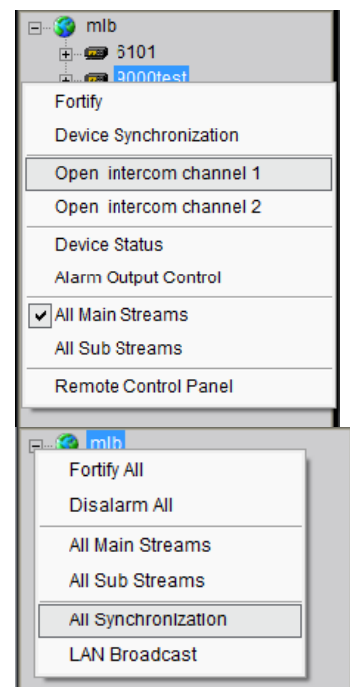 mlb
6101
9000test
Fortify
Device Synchronization
Open intercom channel 1
Open intercom channel 2
Device Status
Alarm Output Control
All Main Streams
All Sub Streams
Remote Control Panel
mlb
Fortify All
Disalarm All
All Main Streams
All Sub Streams
All Synchronization
LAN Broadcast